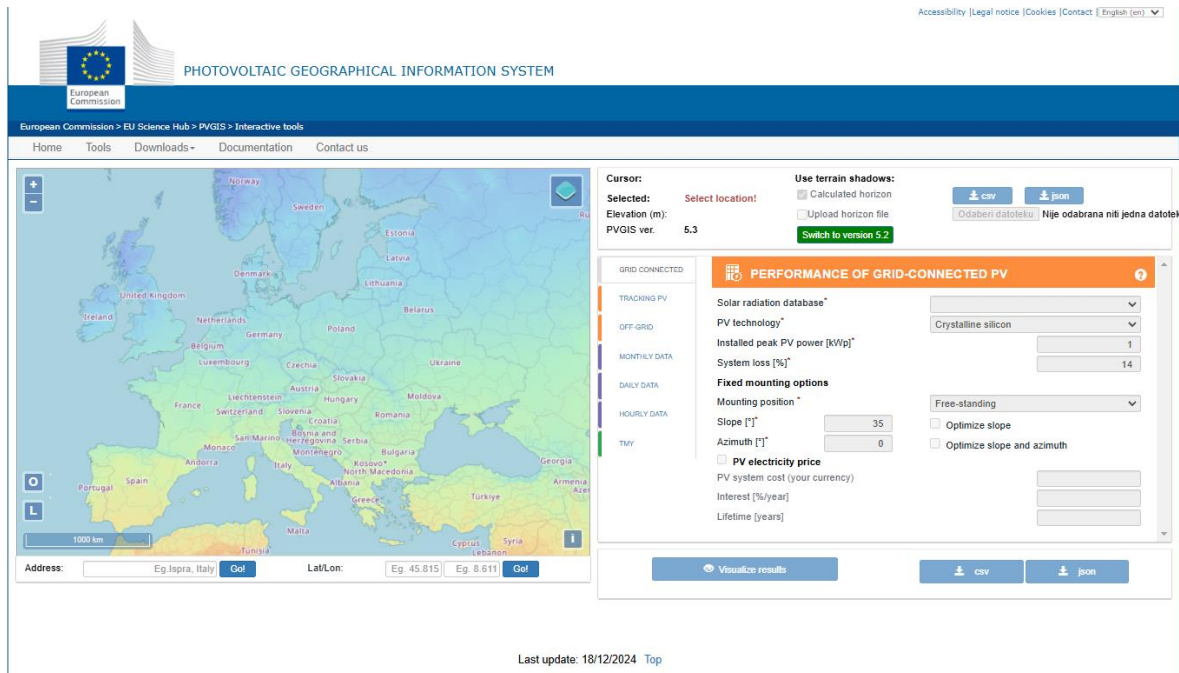 Accessibility |Legal notice |Cookies |Contact | English (en)
PHOTOVOLTAIC GEOGRAPHICAL INFORMATION SYSTEM
European
Commission
European Commission > EU Science Hub > PVGIS > Interactive tools
Home Tools Downloads Documentation Contact us
+
-
Norway
Sweden
Ru
Estonia
Latvia
Denmark
Lithuania
United Kingdom
Ireland
Belarus
Netherlands
Poland
Germany
Belgium
Luxembourg
Czechia
Ukraine
Slovakia
Austria
Liechtenstein
Hungary
Moldova
France
Switzerland
Slovenia
Romania
Croatia
San Marino
Bosnia and
Herzegovina
Serbia
Monaco
Montenegro
Bulgaria
Andorra
Italy
Kosovo*
Georgia
North Macedonia
Portugal
Spain
Albania
Armenia
Azer
Greece
Türkiye
Malta
Cyprus
Syria
Tunisia
Lebanon
O
L
1000 km
i
Address: Eg.Ispra, Italy Go! Lat/Lon: Eg. 45.815 Eg. 8.611 Go!
Cursor:
Selected: Select location!
Elevation (m):
PVGIS ver. 5.3
Use terrain shadows:
Calculated horizon
Upload horizon file
Switch to version 5.2
csv json
Odaberi datoteku Nije odabrana niti jedna datotek
GRID CONNECTED
TRACKING PV
OFF-GRID
MONTHLY DATA
DAILY DATA
HOURLY DATA
TMY
PERFORMANCE OF GRID-CONNECTED PV ?
Solar radiation database*
PV technology* Crystalline silicon
Installed peak PV power [kWp]* 1
System loss [%]* 14
Fixed mounting options
Mounting position * Free-standing
Slope [°]* 35 Optimize slope
Azimuth [°]* 0 Optimize slope and azimuth
PV electricity price
PV system cost (your currency)
Interest [%/year]
Lifetime [years]
Visualize results csv json
Last update: 18/12/2024 Top